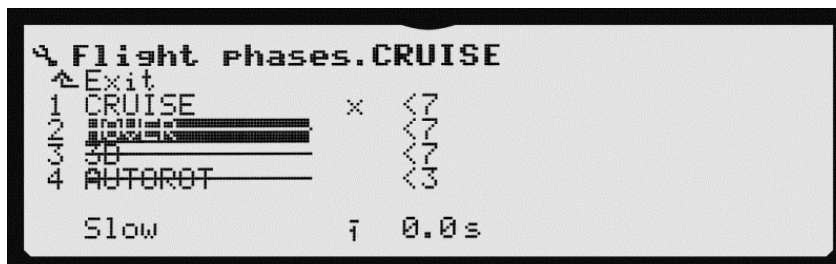 Flight phases.CRUISE
Exit
1 CRUISE x <7
2 <7
3 3D <7
4 AUTOROT <3
Slow ī 0.0s